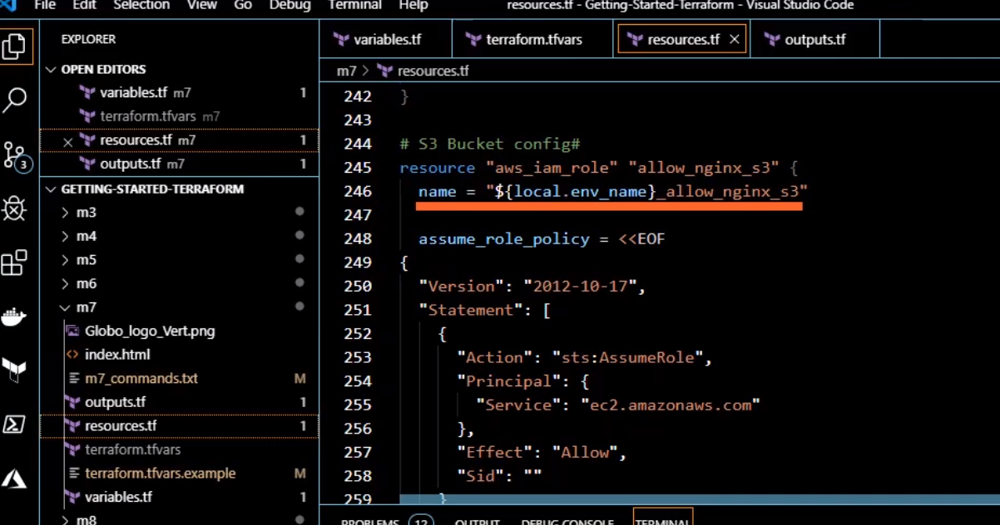 File Edit Selection View Go Debug Terminal Help resources.tf - Getting-Started-Terraform - Visual Studio Code
EXPLORER
OPEN EDITORS
variables.tf m7 1
terraform.tfvars m7
× resources.tf m7 1
outputs.tf m7 1
3
GETTING-STARTED-TERRAFORM
m3
m4
m5
m6
m7
Globo_logo_Vert.png
index.html
m7_commands.txt M
outputs.tf 1
resources.tf 1
terraform.tfvars
terraform.tfvars.example M
variables.tf 1
m8
variables.tf terraform.tfvars resources.tf × outputs.tf
m7 > resources.tf
242 }
243
244 # S3 Bucket config#
245 resource "aws_iam_role" "allow_nginx_s3" {
246 name = "${local.env_name}_allow_nginx_s3"
247
248 assume_role_policy = <<EOF
249 {
250 "Version": "2012-10-17",
251 "Statement": [
252 {
253 "Action": "sts:AssumeRole",
254 "Principal": {
255 "Service": "ec2.amazonaws.com"
256 },
257 "Effect": "Allow",
258 "Sid": ""
259 }
PROBLEMS 12 OUTPUT DEBUG CONSOLE TERMINAL